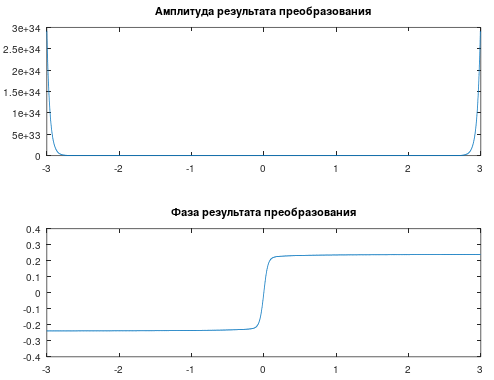 Амплитуда результата преобразования
3e+34
2.5e+34
2e+34
1.5e+34
1e+34
5e+33
0
-3 -2 -1 0 1 2 3
Фаза результата преобразования
0.4
0.3
0.2
0.1
0
-0.1
-0.2
-0.3
-0.4
-3 -2 -1 0 1 2 3